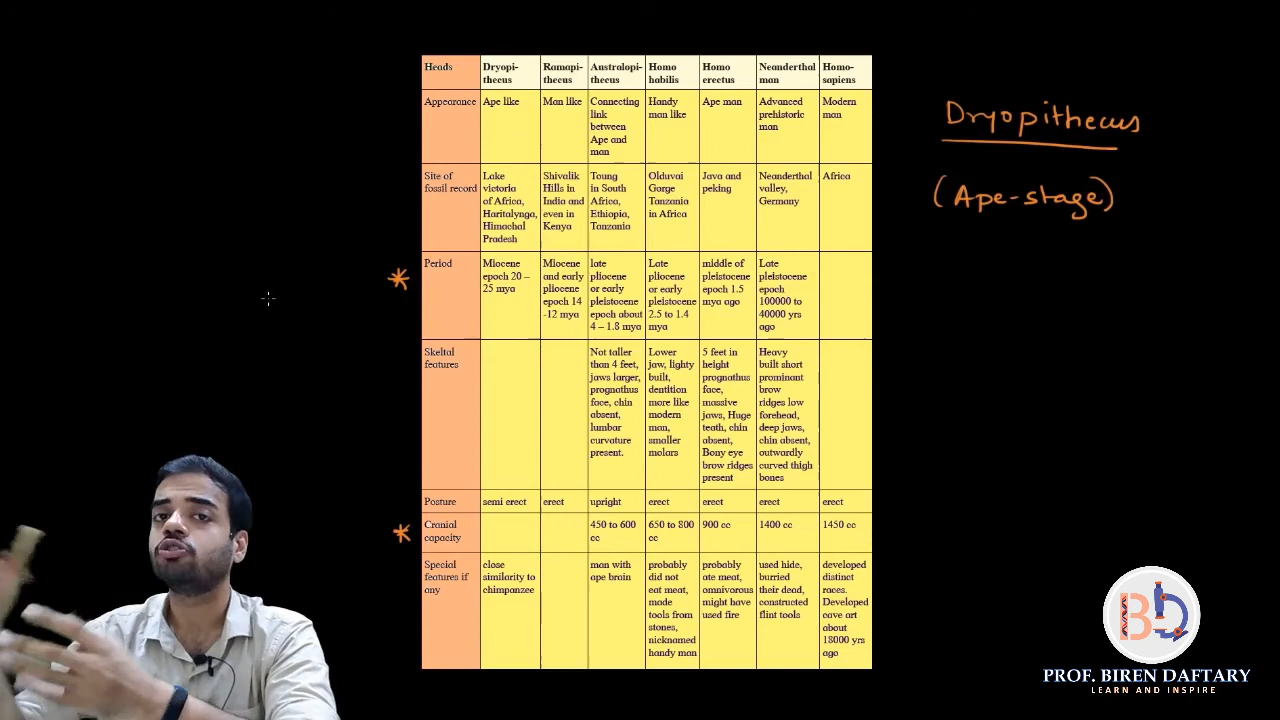 Heads
Dryopi-
thecus
Ramapi-
thecus
Australopi-
thecus
Homo
habilis
Homo
erectus
Neanderthal
man
Homo-
sapiens
Appearance
Ape like
Man like
Connecting
link
between
Ape and
man
Handy
man like
Ape man
Advanced
prehistoric
man
Modern
man
Site of
fossil record
Lake
victoria
of Africa,
Haritalynga,
Himachal
Pradesh
Shivalik
Hills in
India and
even in
Kenya
Toung
in South
Africa,
Ethiopia,
Tanzania
Olduvai
Gorge
Tanzania
in Africa
Java and
peking
Neanderthal
valley,
Germany
Africa
Period
Miocene
epoch 20 –
25 mya
Miocene
and early
pliocene
epoch 14
-12 mya
late
pliocene
or early
pleistocene
epoch about
4 – 1.8 mya
Late
pliocene
or early
pleistocene
2.5 to 1.4
mya
middle of
pleistocene
epoch 1.5
mya ago
Late
pleistocene
epoch
100000 to
40000 yrs
ago
Skeltal
features
Not taller
than 4 feet,
jaws larger,
prognathus
face, chin
absent,
lumbar
curvature
present.
Lower
jaw, lighty
built,
dentition
more like
modern
man,
smaller
molars
5 feet in
height
prognathus
face,
massive
jaws, Huge
teath, chin
absent,
Bony eye
brow ridges
present
Heavy
built short
prominant
brow
ridges low
forehead,
deep jaws,
chin absent,
outwardly
curved thigh
bones
Posture
semi erect
erect
upright
erect
erect
erect
erect
Cranial
capacity
450 to 600
cc
650 to 800
cc
900 cc
1400 cc
1450 cc
Special
features if
any
close
similarity to
chimpanzee
man with
ape brain
probably
did not
eat meat,
made
tools from
stones,
nicknamed
handy man
probably
ate meat,
omnivorous
might have
used fire
used hide,
burried
their dead,
constructed
flint tools
developed
distinct
races.
Developed
cave art
about
18000 yrs
ago
Dryopithecus
(Ape-stage)
BD
PROF. BIREN DAFTARY
LEARN AND INSPIRE